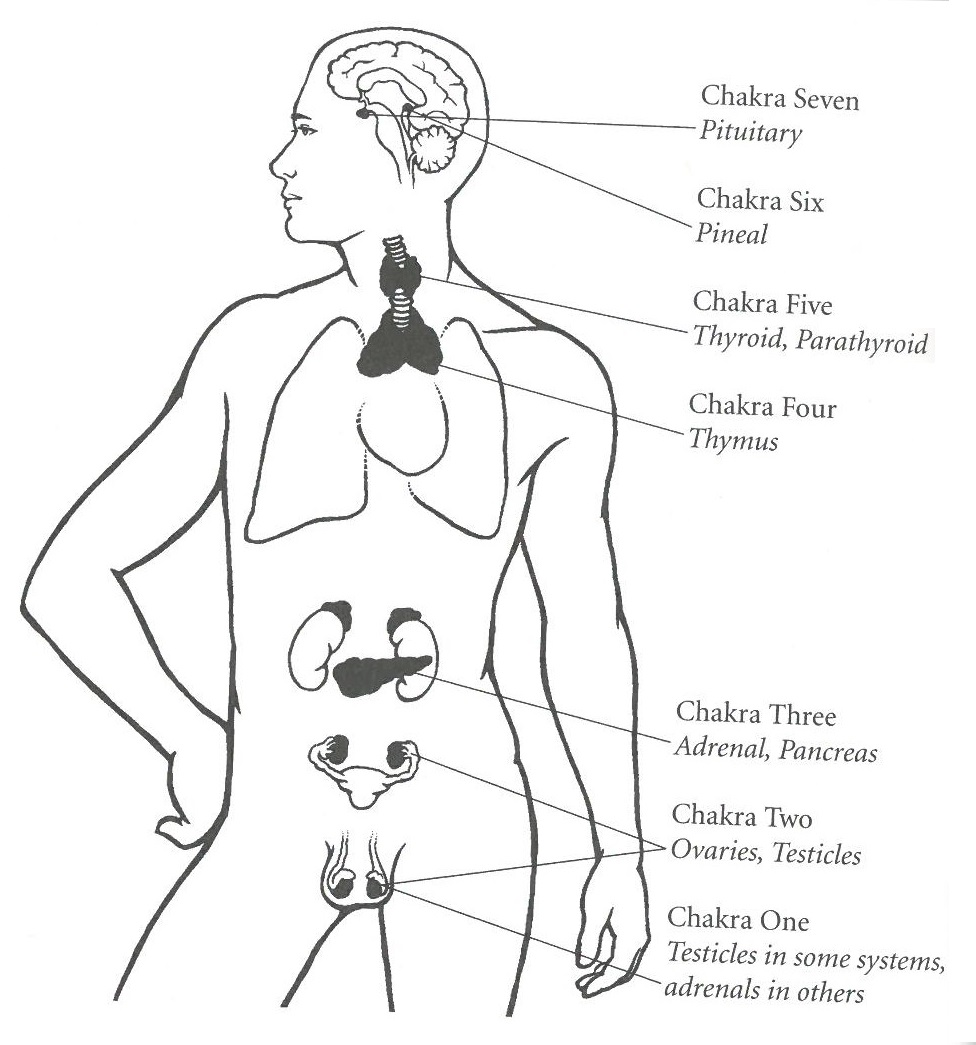 Chakra Seven
Pituitary
Chakra Six
Pineal
Chakra Five
Thyroid, Parathyroid
Chakra Four
Thymus
Chakra Three
Adrenal, Pancreas
Chakra Two
Ovaries, Testicles
Chakra One
Testicles in some systems,
adrenals in others